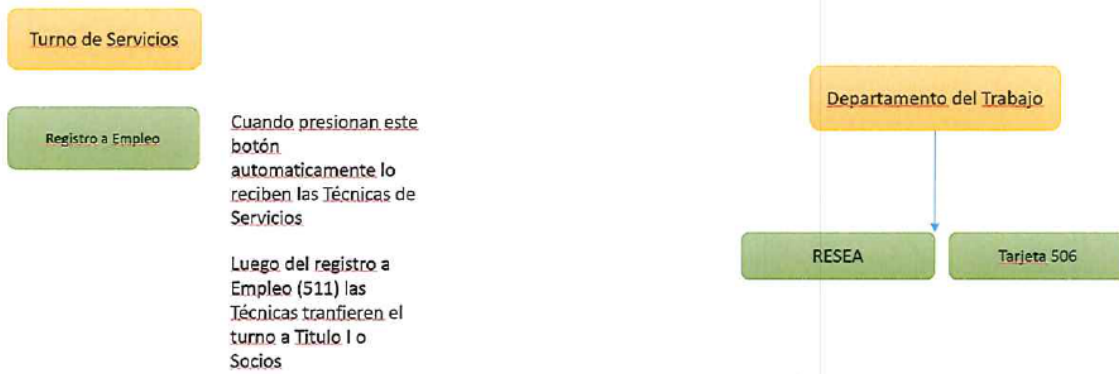 Turno de Servicios
Registro a Empleo
Cuando presionan este
botón
automaticamente lo
reciben las Técnicas de
Servicios
Luego del registro a
Empleo (511) las
Técnicas tranfieren el
turno a Titulo I o
Socios
Departamento del Trabajo
RESEA
Tarjeta 506